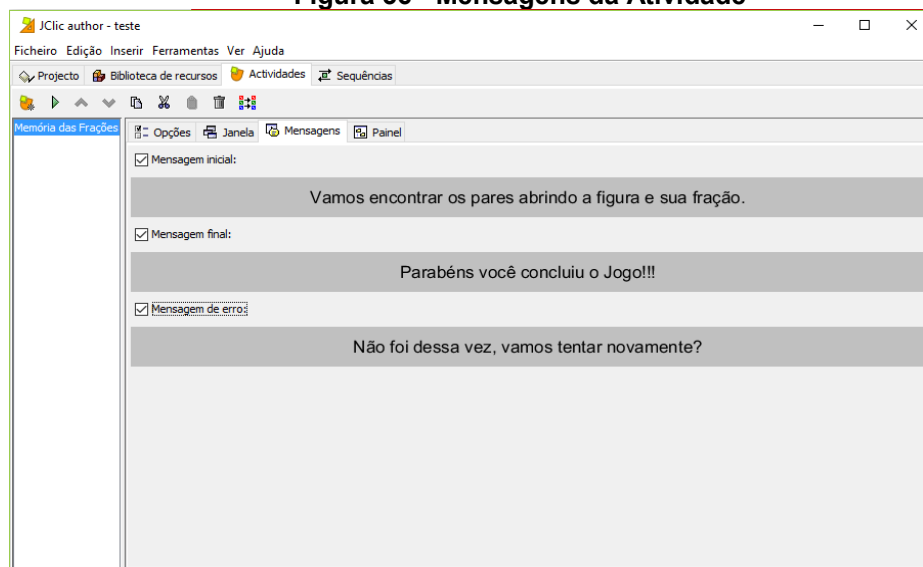 Mensagens da Atividade
JClic author - teste
Ficheiro Edição Inserir Ferramentas Ver Ajuda
Projecto Biblioteca de recursos Actividades Sequências
Memória das Frações
Opções Janela Mensagens Painel
Mensagem inicial:
Vamos encontrar os pares abrindo a figura e sua fração.
Mensagem final:
Parabéns você concluiu o Jogo!!!
Mensagem de erro:
Não foi dessa vez, vamos tentar novamente?